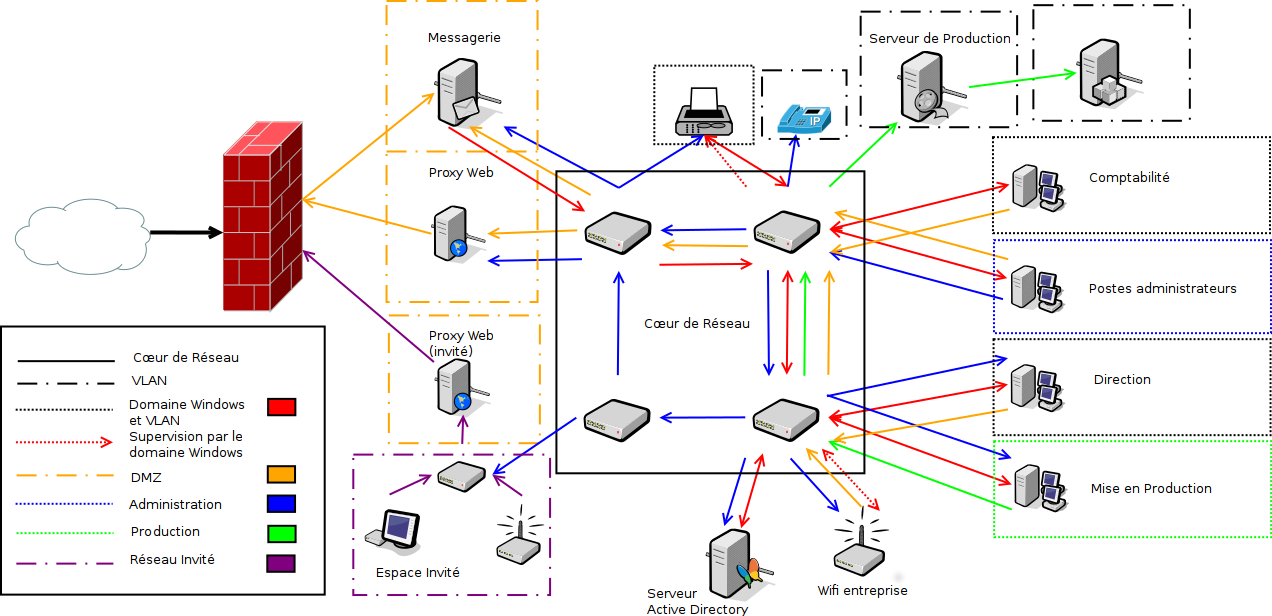 Messagerie
Serveur de Production
IP
Proxy Web
Comptabilité
Postes administrateurs
Cœur de Réseau
Proxy Web
(invité)
Direction
Mise en Production
Espace Invité
Serveur
Active Directory
Wifi entreprise
Cœur de Réseau
VLAN
Domaine Windows
et VLAN
Supervision par le
domaine Windows
DMZ
Administration
Production
Réseau Invité